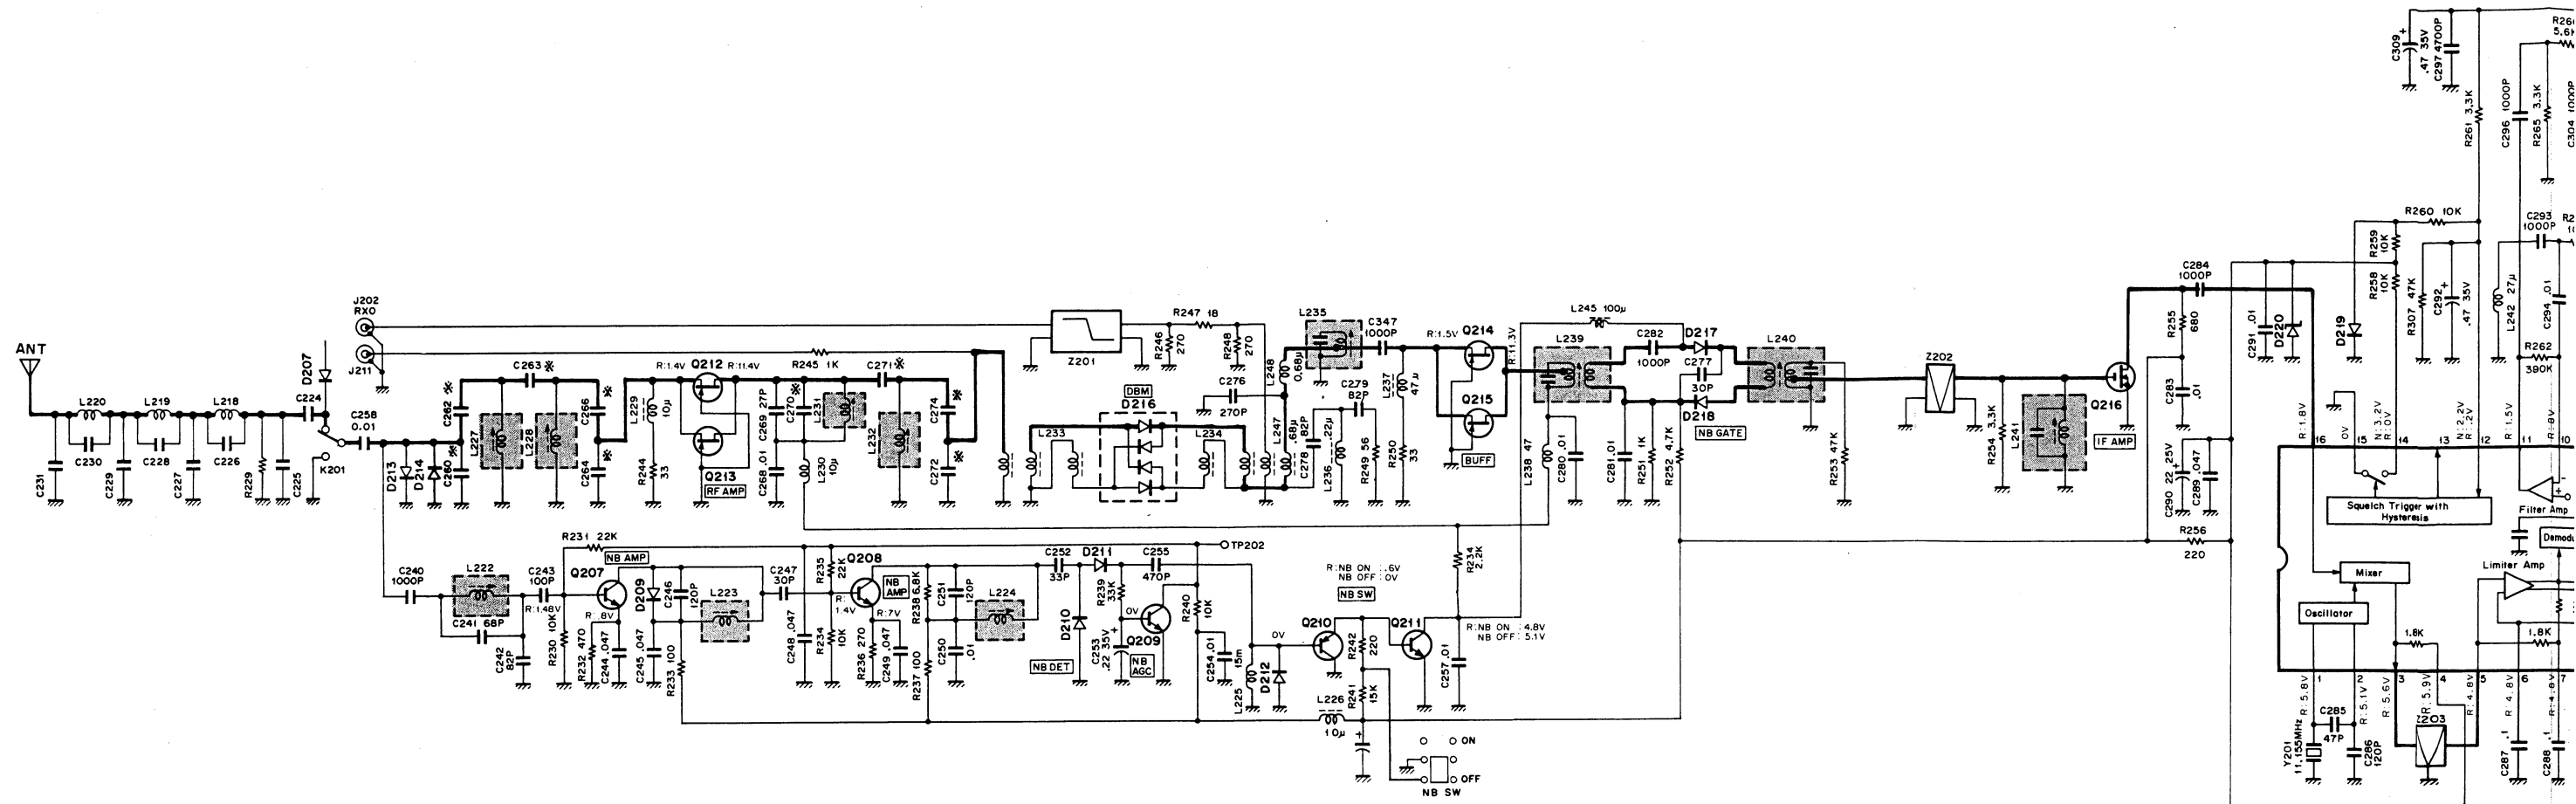 ANT
C231
L220
C230
C229
L219
C228
C227
L218
C226
R229
C225
C224
D207
K201
C258
0.01
J202
RXO
J211
D213
D214
C262 ※
C260 ※
L227
C263 ※
L228
C266 ※
C264
L229
10μ
R244
33
R:1.4V
Q212
R:11.4V
Q213
RF AMP
R245 1K
C269 27P
C270 ※
C268 .01
L230
10μ
L231
C271 ※
L232
C274 ※
C272
Z201
R246
270
R247 18
R248
270
L233
DBM
D216
L234
C276
270P
L248
0.68μ
L247
.68μ
C278 82P
L235
C347
1000P
L236 .22μ
C279
82P
R249 56
L237
47μ
R250
33
R:1.5V
Q214
Q215
BUFF
R:11.3V
L239
L238 47
C280 .01
L245 100μ
C282
1000P
D217
C277
30P
D218
NB GATE
C281 .01
R251 1K
R252 4.7K
L240
R253 47K
Z202
R254 3.3K
L241
Q216
IF AMP
R255
680
C284
1000P
C283
.01
C290 22 25V
C289 .047
R256
220
C291 .01
D220
D219
R259
10K
R258
10K
R260 10K
R307 47K
C292
.47 35V
R261 3.3K
C309
.47 35V
C297 4700P
C296 1000P
R265 3.3K
C304 1000P
L242 27μ
C293
1000P
C294 .01
R262
390K
R:1.8V
16
0V
15
N:3.2V
R:0V
14
13
N:2.2V
R:.2V
12
R:1.5V
11
10
Squelch Trigger with
Hysteresis
Filter Amp
Limiter Amp
Mixer
Oscillator
1.8K
1.8K
1
2
3
4
5
6
7
R:5.8V
R:5.1V
R:5.6V
R:5.9V
R:4.8V
R:4.8V
R:4.8V
Y201
11.155MHz
C285
47P
C286
120P
Z203
C287 .1
C288 .1
C240
1000P
L222
C241 68P
C242
82P
C243
100P
R:1.48V
R230 10K
R231 22K
NB AMP
Q207
R:.8V
R232 470
C244 .047
D209
C245 .047
C246
120P
R233 100
L223
C247
30P
C248 .047
R235
22K
R234
10K
Q208
R:
1.4V
NB
AMP
R:.7V
R236 270
C249 .047
R238 6.8K
R237 100
C251
120P
C250
.01
L224
TP202
C252
33P
D210
NB DET
D211
R239
33K
0V
C253
.22 35V
C255
470P
Q209
NB
AGC
R240
10K
C254 .01
15m
L225
0V
D212
Q210
R242
220
R241
15K
L226
10μ
R:NB ON :.6V
NB OFF :0V
NB SW
Q211
R234
2.2K
R:NB ON :4.8V
NB OFF :5.1V
C257 .01
ON
OFF
NB SW